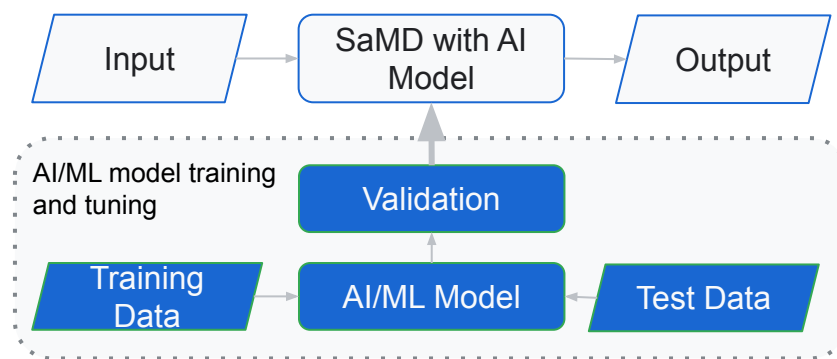 Input
SaMD with AI
Model
Output
AI/ML model training
and tuning
Validation
Training
Data
AI/ML Model
Test Data